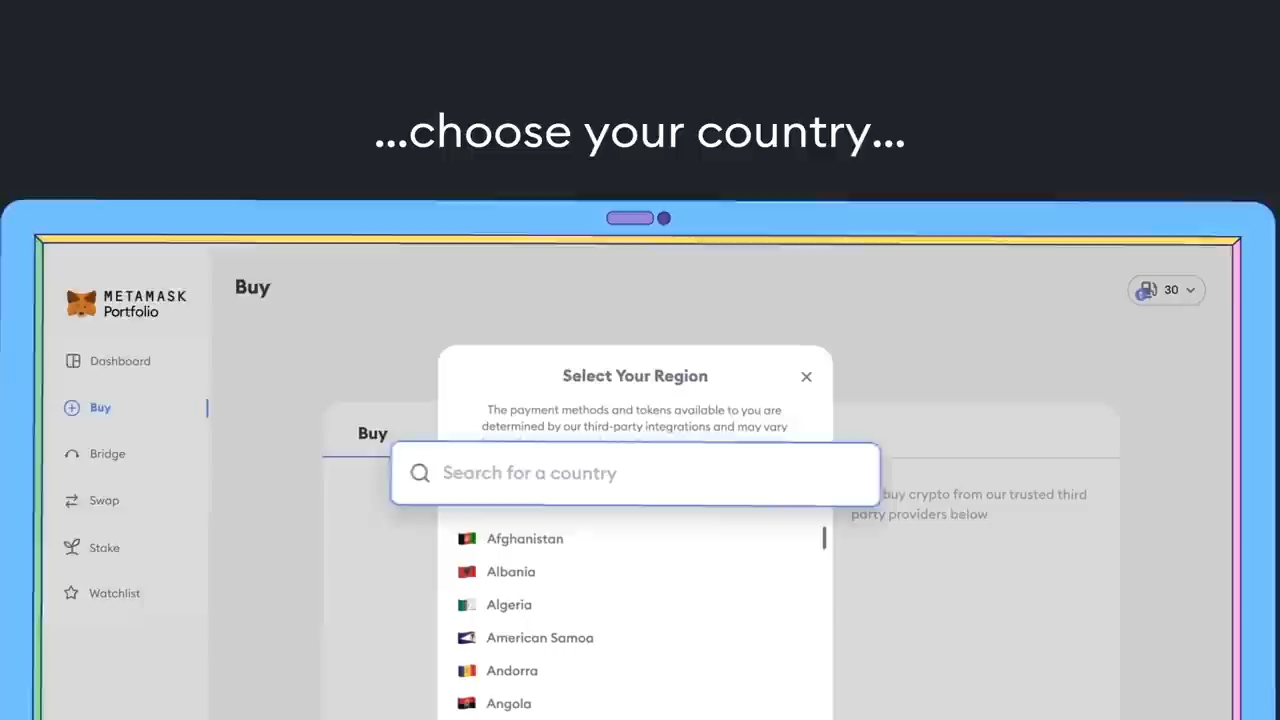 ...choose your country...
METAMASK
Portfolio
Buy
30
Dashboard
Buy
Bridge
Swap
Stake
Watchlist
Buy
Select Your Region
The payment methods and tokens available to you are
determined by our third-party integrations and may vary
Search for a country
buy crypto from our trusted third
party providers below
Afghanistan
Albania
Algeria
American Samoa
Andorra
Angola